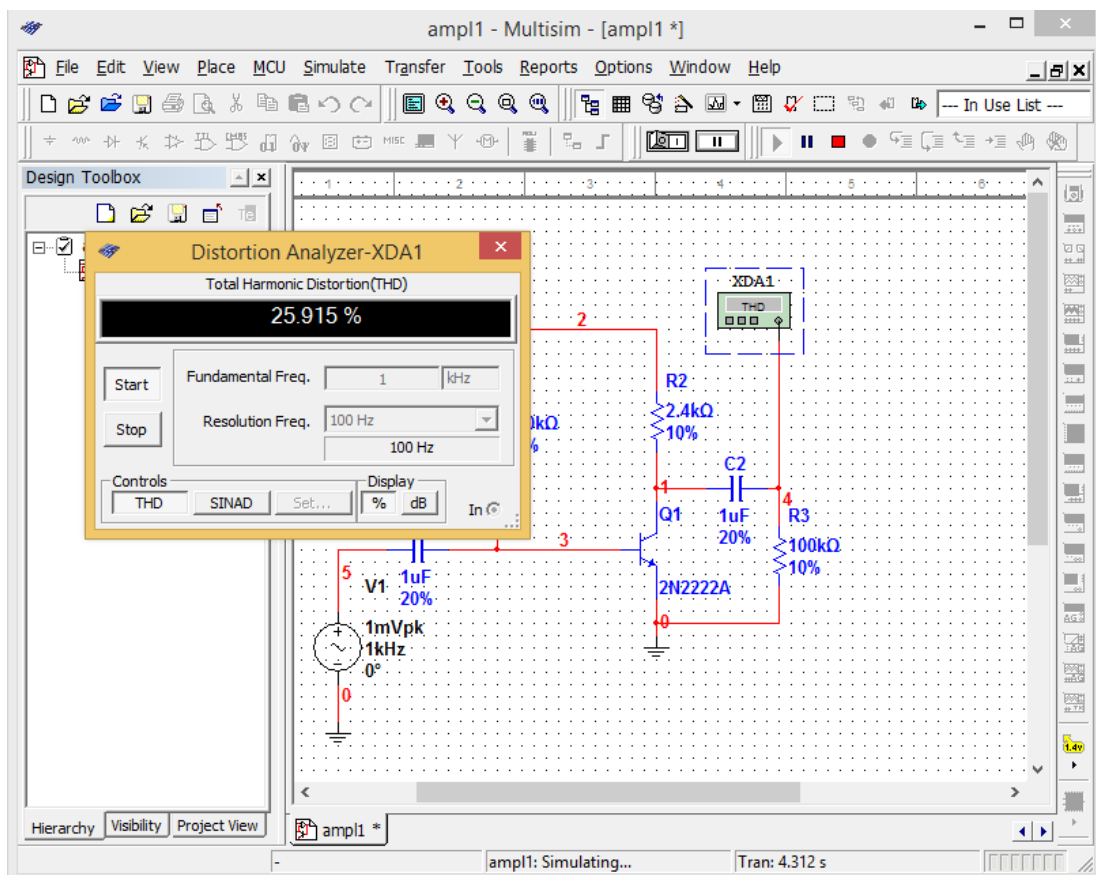 ampl1 - Multisim - [ampl1 *]
File Edit View Place MCU Simulate Transfer Tools Reports Options Window Help
--- In Use List ---
MISC
Design Toolbox
1 2 3 4 5 6
Distortion Analyzer-XDA1
Total Harmonic Distortion(THD)
25.915 %
Start
Stop
Fundamental Freq. 1 kHz
Resolution Freq. 100 Hz
100 Hz
Controls
THD SINAD Set...
Display
% dB
In
XDA1
THD
2
R2
2.4kΩ
10%
kΩ
%
C2
1uF
20%
1
4
Q1
2N2222A
R3
100kΩ
10%
3
5
1uF
20%
V1
1mVpk
1kHz
0°
0
0
1.4v
Hierarchy Visibility Project View
ampl1 *
- ampl1: Simulating... Tran: 4.312 s